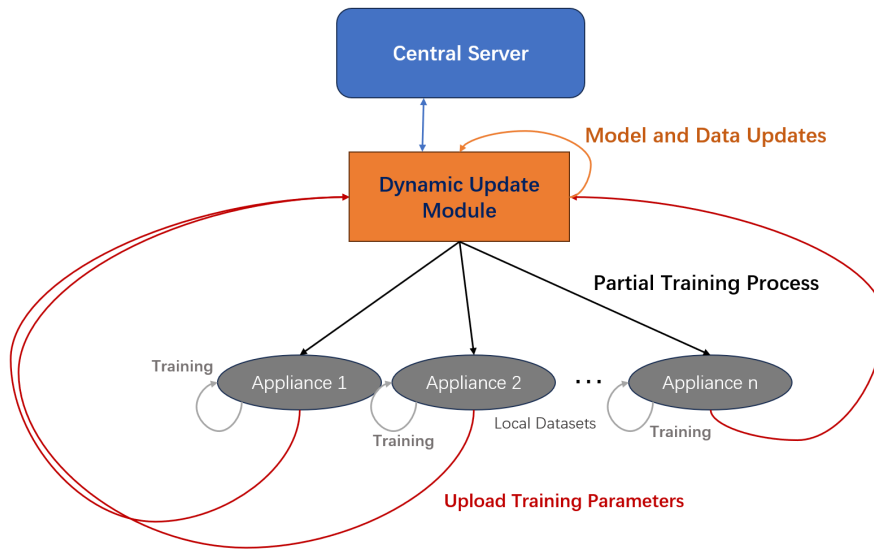 Central Server
Model and Data Updates
Dynamic Update
Module
Partial Training Process
Training
Appliance 1
Appliance 2
...
Appliance n
Training
Local Datasets
Training
Upload Training Parameters